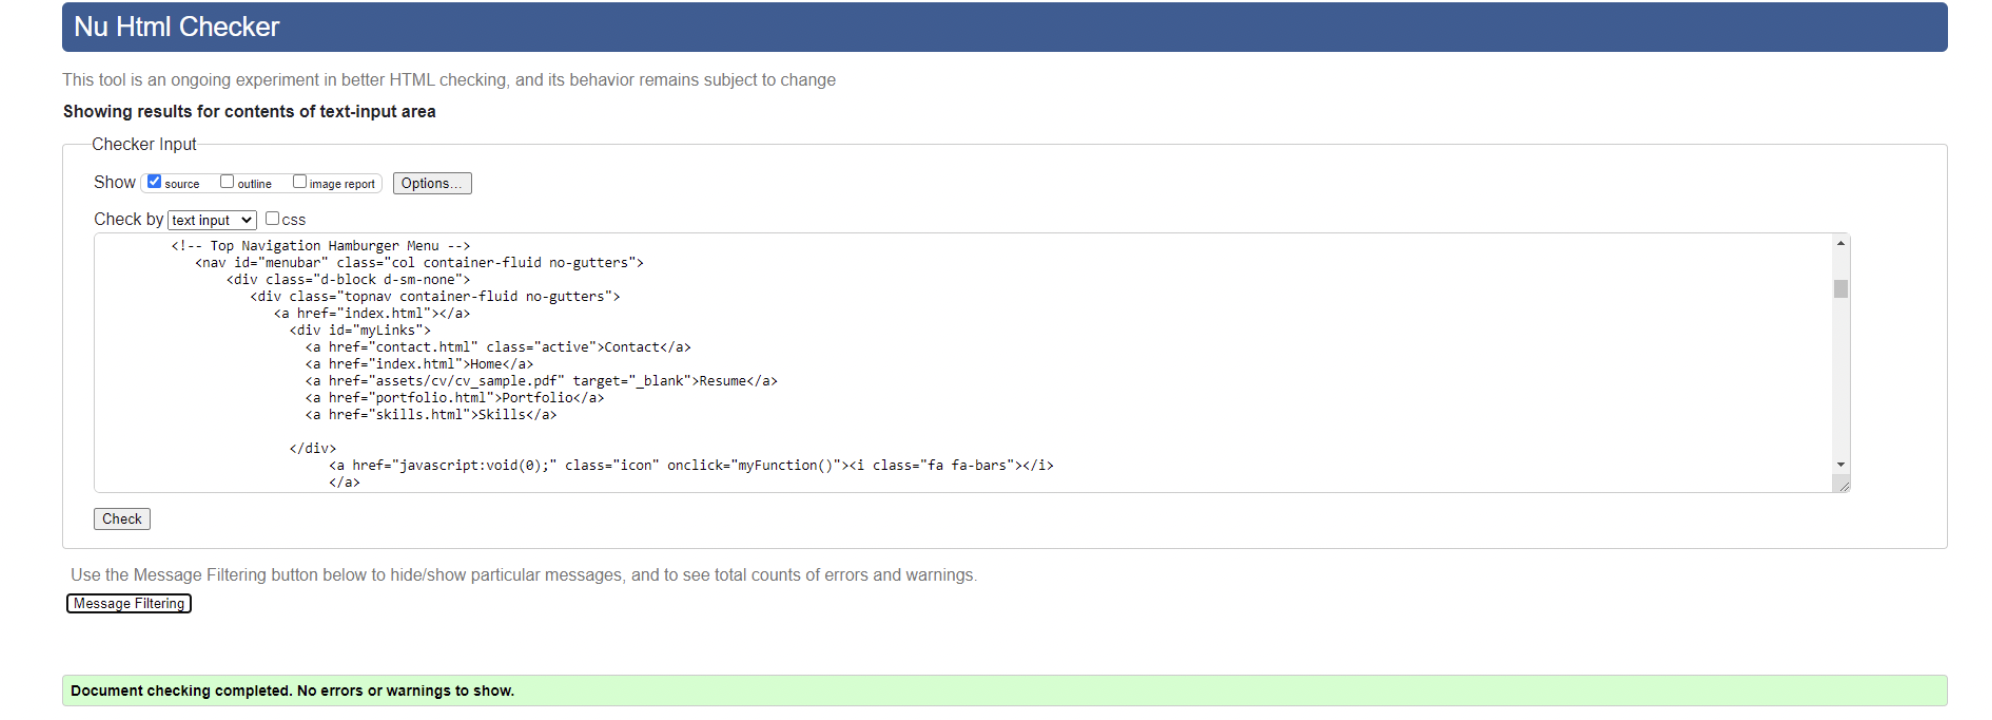 Nu Html Checker
This tool is an ongoing experiment in better HTML checking, and its behavior remains subject to change
Showing results for contents of text-input area
Checker Input
Show source outline image report Options...
Check by text input css
<!-- Top Navigation Hamburger Menu -->
<nav id="menubar" class="col container-fluid no-gutters">
<div class="d-block d-sm-none">
<div class="topnav container-fluid no-gutters">
<a href="index.html"></a>
<div id="myLinks">
<a href="contact.html" class="active">Contact</a>
<a href="index.html">Home</a>
<a href="assets/cv/cv_sample.pdf" target="_blank">Resume</a>
<a href="portfolio.html">Portfolio</a>
<a href="skills.html">Skills</a>
</div>
<a href="javascript:void(0);" class="icon" onclick="myFunction()"><i class="fa fa-bars"></i>
</a>
Check
Use the Message Filtering button below to hide/show particular messages, and to see total counts of errors and warnings.
Message Filtering
Document checking completed. No errors or warnings to show.